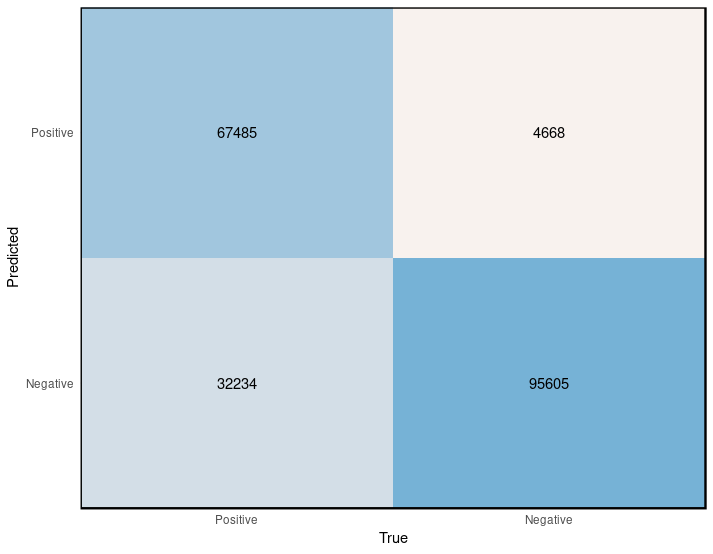 Predicted
Positive
67485
4668
Negative
32234
95605
Positive
Negative
True